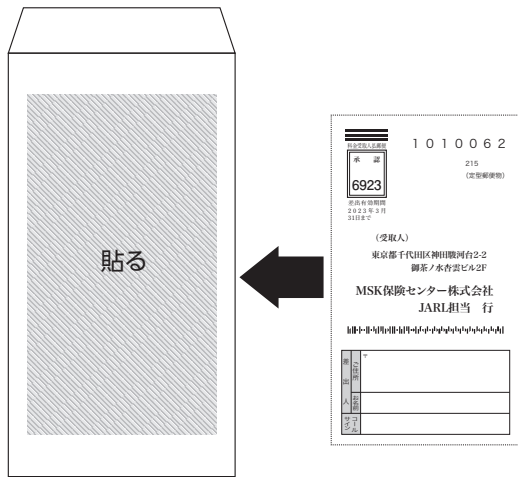 貼る
料金受取人払郵便
承 認
6923
差出有効期間
2023年3月
31日まで
1010062
215
(定型郵便物)
(受取人)
東京都千代田区神田駿河台2-2
御茶ノ水杏雲ビル2F
MSK保険センター株式会社
JARL担当 行
差出人
〒
ご住所
お名前
コールサイン